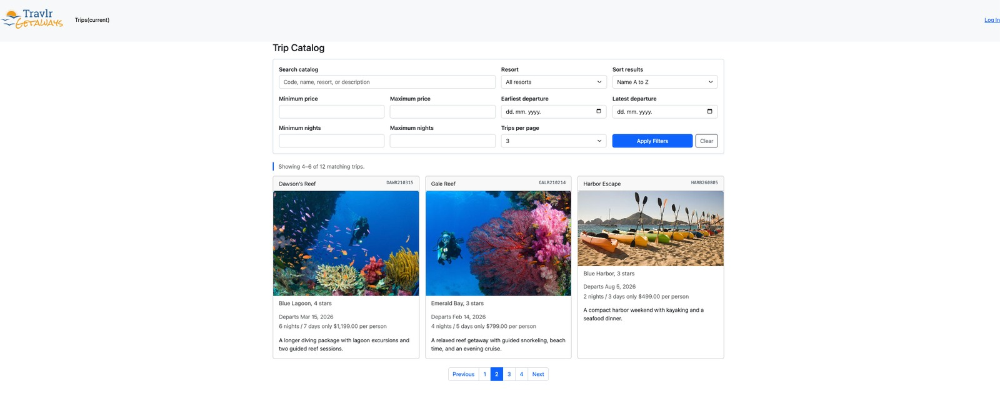 Travlr
GETAWAYS
Trips(current)
Log In
Trip Catalog
Search catalog
Resort
Sort results
Code, name, resort, or description
All resorts
Name A to Z
Minimum price
Maximum price
Earliest departure
Latest departure
dd. mm. yyyy.
dd. mm. yyyy.
Minimum nights
Maximum nights
Trips per page
3
Apply Filters
Clear
Showing 4–6 of 12 matching trips.
Dawson's Reef
DAWR210315
Blue Lagoon, 4 stars
Departs Mar 15, 2026
6 nights / 7 days only $1,199.00 per person
A longer diving package with lagoon excursions and
two guided reef sessions.
Gale Reef
GALR210214
Emerald Bay, 3 stars
Departs Feb 14, 2026
4 nights / 5 days only $799.00 per person
A relaxed reef getaway with guided snorkeling, beach
time, and an evening cruise.
Harbor Escape
HARB260805
Blue Harbor, 3 stars
Departs Aug 5, 2026
2 nights / 3 days only $499.00 per person
A compact harbor weekend with kayaking and a
seafood dinner.
Previous 1 2 3 4 Next